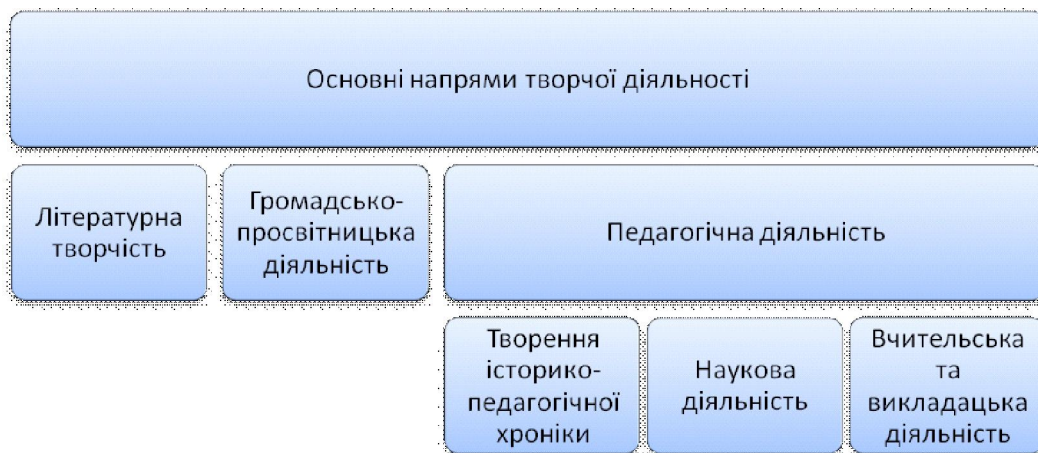 Основні напрями творчої діяльності
Літературна
творчість
Громадсько-
просвітницька
діяльність
Педагогічна діяльність
Творення
історико-
педагогічної
хроніки
Наукова
діяльність
Вчительська
та
викладацька
діяльність